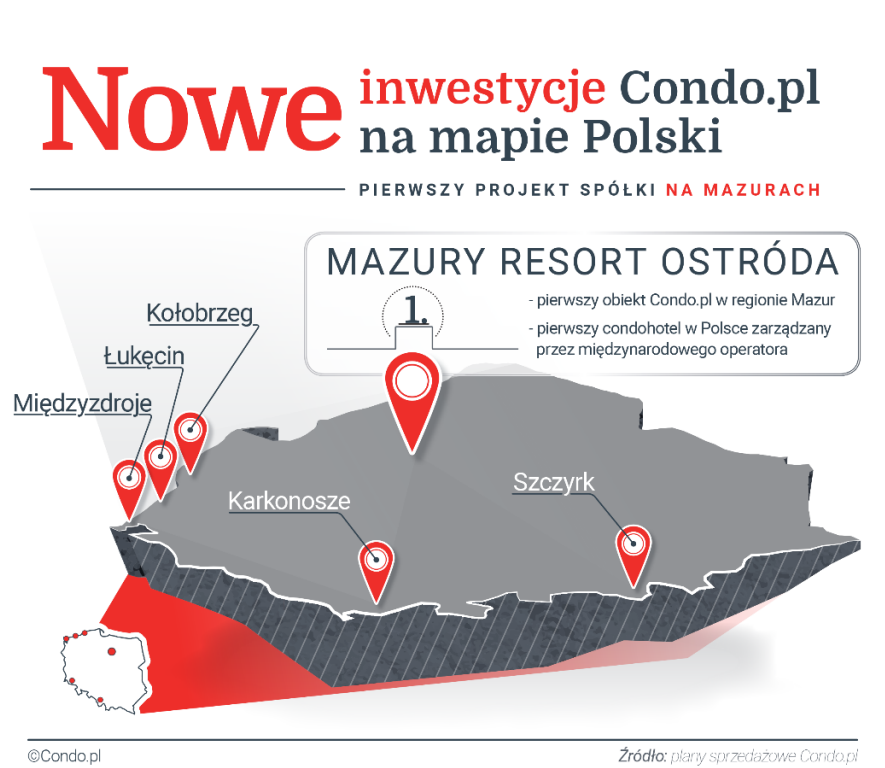 Nowe inwestycje Condo.pl
na mapie Polski
PIERWSZY PROJEKT SPÓŁKI NA MAZURACH
MAZURY RESORT OSTRÓDA
1.
- pierwszy obiekt Condo.pl w regionie Mazur
- pierwszy condohotel w Polsce zarządzany
przez międzynarodowego operatora
Kołobrzeg
Łukęcin
Międzyzdroje
Karkonosze
Szczyrk
©Condo.pl
Źródło: plany sprzedażowe Condo.pl